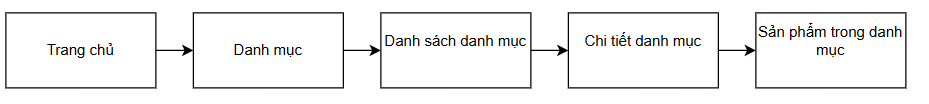 Trang chủ
Danh mục
Danh sách danh mục
Chi tiết danh mục
Sản phẩm trong danh
mục